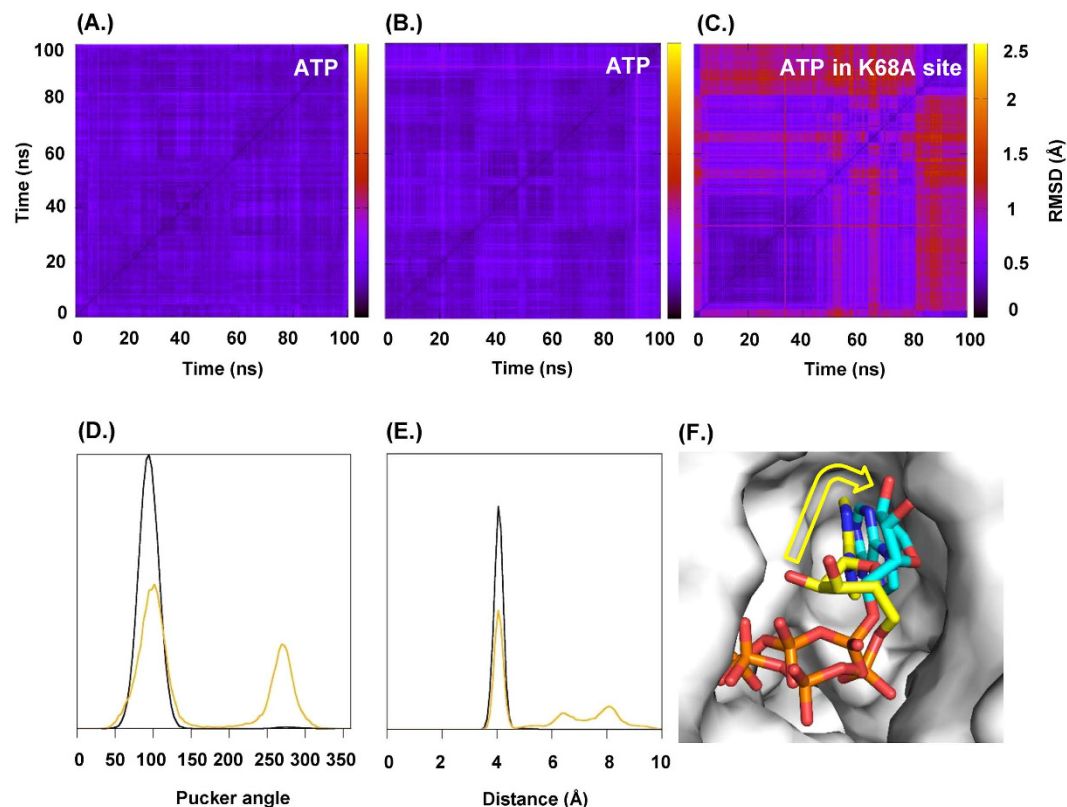 (A.)
ATP
100
80
60
40
20
0
Time (ns)
0 20 40 60 80 100
Time (ns)
(B.)
ATP
0 20 40 60 80 100
Time (ns)
(C.)
ATP in K68A site
0 20 40 60 80 100
Time (ns)
2.5
2
1.5
1
0.5
0
RMSD (Å)
(D.)
0 50 100 150 200 250 300 350
Pucker angle
(E.)
0 2 4 6 8 10
Distance (Å)
(F.)